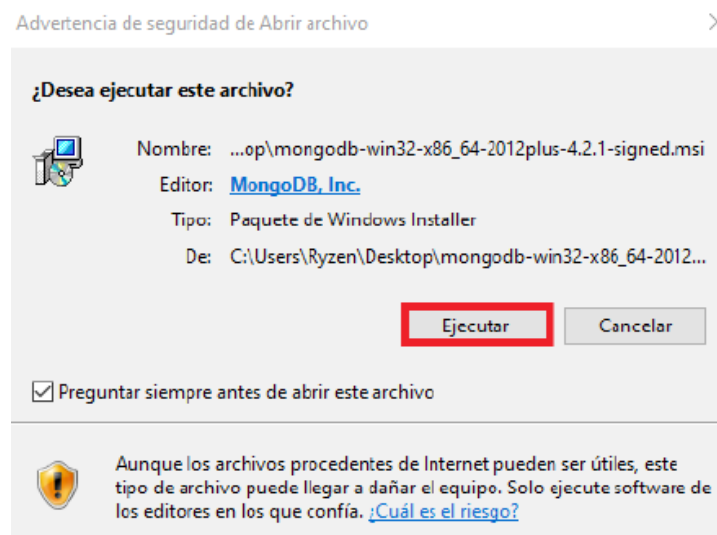 Advertencia de seguridad de Abrir archivo
¿Desea ejecutar este archivo?
Nombre: ...op\mongodb-win32-x86_64-2012plus-4.2.1-signed.msi
Editor: MongoDB, Inc.
Tipo: Paquete de Windows Installer
De: C:\Users\Ryzen\Desktop\mongodb-win32-x86_64-2012...
Ejecutar Cancelar
Preguntar siempre antes de abrir este archivo
Aunque los archivos procedentes de Internet pueden ser útiles, este
tipo de archivo puede llegar a dañar el equipo. Solo ejecute software de
los editores en los que confía. ¿Cuál es el riesgo?